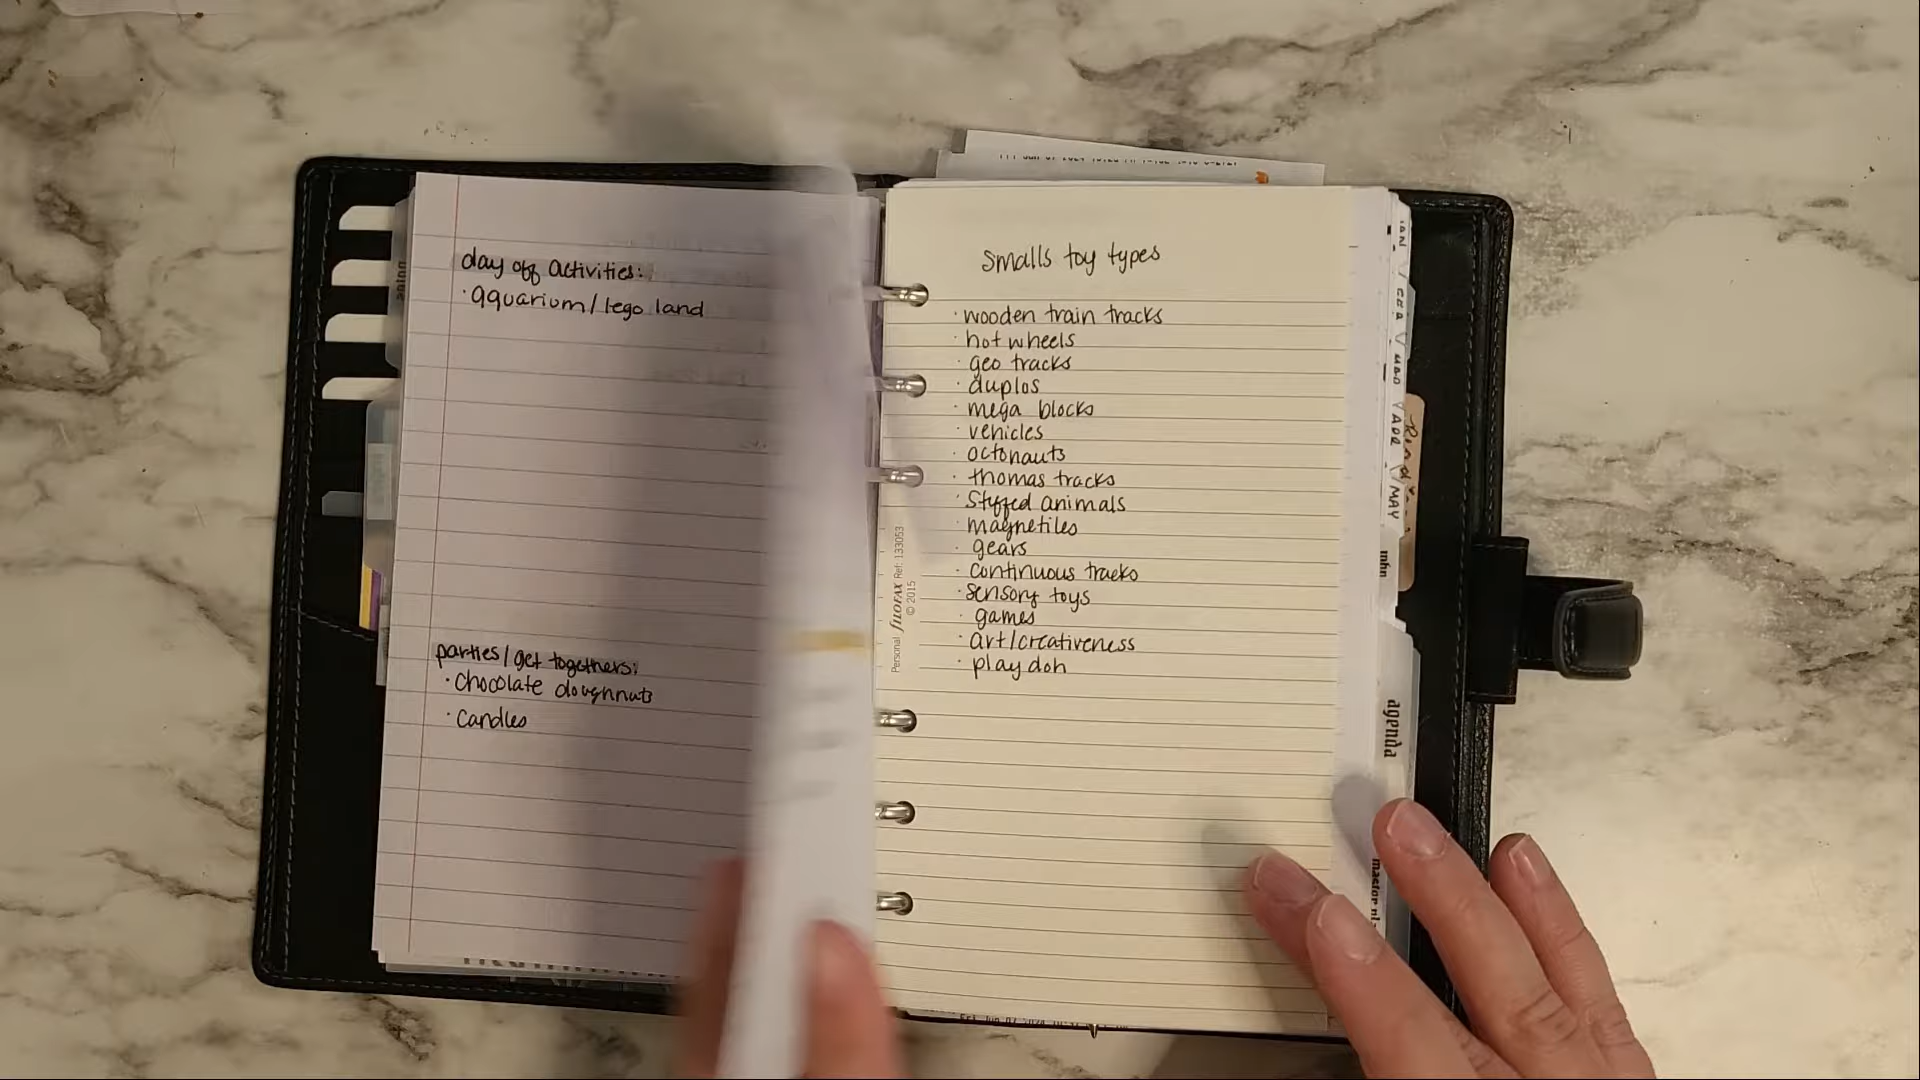 day off activities:
· aquarium/lego land
parties/get togethers:
· chocolate doughnuts
· candles
smalls toy types
· wooden train tracks
· hot wheels
· geo tracks
· duplos
· mega blocks
· vehicles
· octonauts
· thomas tracks
· Stuffed animals
· magnetiles
· gears
· continuous tracks
· sensory toys
· games
· art/creativeness
· play doh
Personal filofax Ref: 133053
© 2015
APR
MAY
agenda